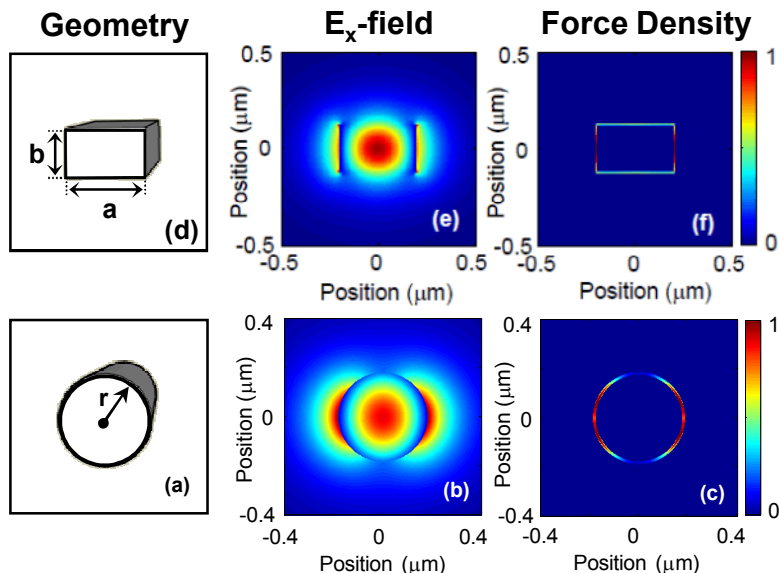 Geometry
E_x-field
Force Density
b
a
(d)
Position (μm)
0.5
0
-0.5
-0.5
0
0.5
Position (μm)
(e)
Position (μm)
0.5
0
-0.5
-0.5
0
0.5
Position (μm)
(f)
1
0
r
(a)
Position (μm)
0.4
0
-0.4
-0.4
0
0.4
Position (μm)
(b)
Position (μm)
0.4
0
-0.4
-0.4
0
0.4
Position (μm)
(c)
1
0